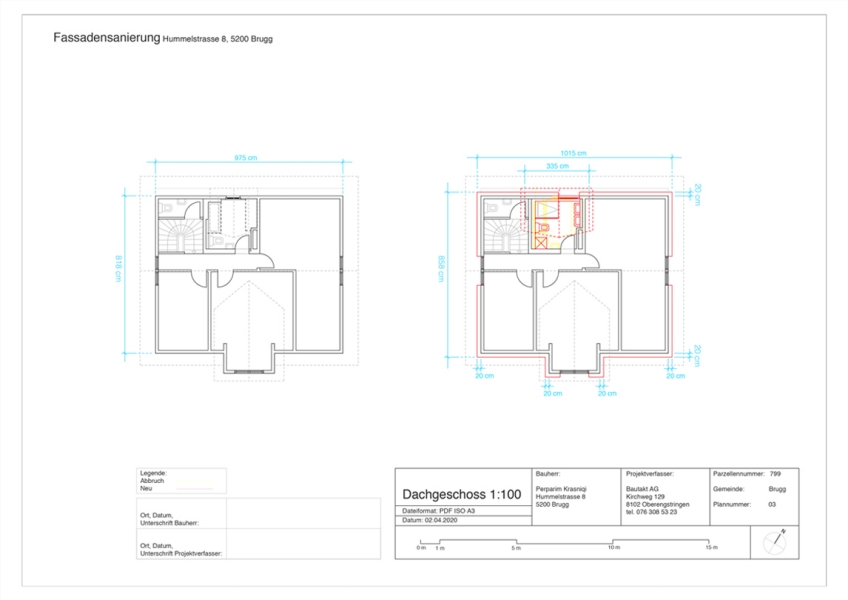 Fassadensanierung Hummelstrasse 8, 5200 Brugg
975 cm
818 cm
1015 cm
335 cm
20 cm
858 cm
20 cm
20 cm
20 cm
20 cm
20 cm
Legende:
Abbruch
Neu
Ort, Datum,
Unterschrift Bauherr:
Ort, Datum,
Unterschrift Projektverfasser:
Dachgeschoss 1:100
Dateiformat: PDF ISO A3
Datum: 02.04.2020
Bauherr:
Perparim Krasniqi
Hummelstrasse 8
5200 Brugg
Projektverfasser:
Bautakt AG
Kirchweg 129
8102 Oberengstringen
tel. 076 308 53 23
Parzellennummer: 799
Gemeinde: Brugg
Plannummer: 03
0 m 1 m 5 m 10 m 15 m
N